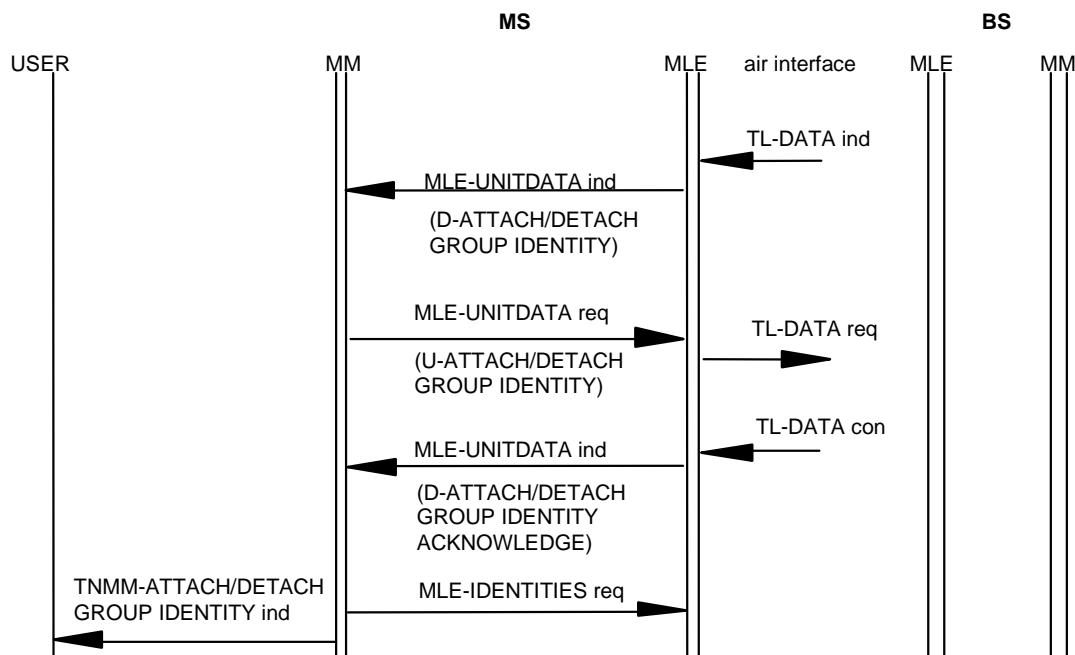 MS BS
USER MM MLE air interface MLE MM
TL-DATA ind
MLE-UNITDATA ind
(D-ATTACH/DETACH
GROUP IDENTITY)
MLE-UNITDATA req
TL-DATA req
(U-ATTACH/DETACH
GROUP IDENTITY)
TL-DATA con
MLE-UNITDATA ind
(D-ATTACH/DETACH
GROUP IDENTITY
ACKNOWLEDGE)
TNMM-ATTACH/DETACH
GROUP IDENTITY ind
MLE-IDENTITIES req